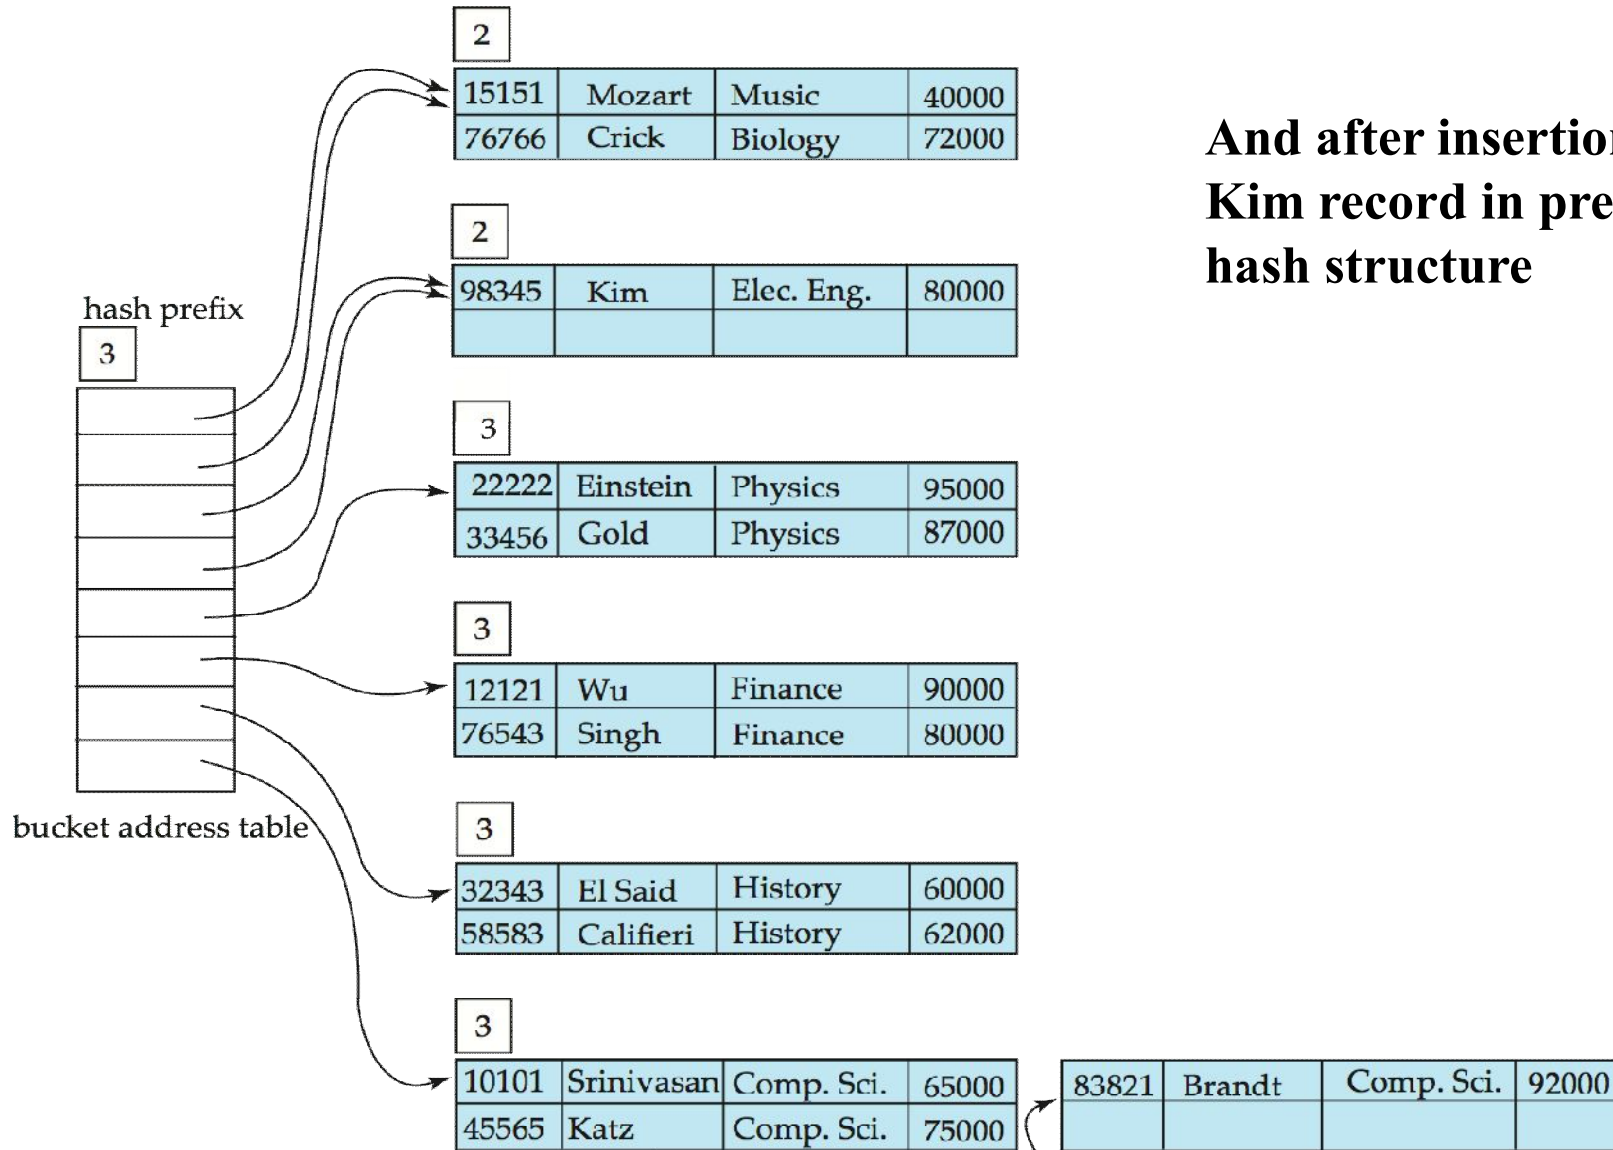 2
15151 Mozart Music 40000
76766 Crick Biology 72000
And after insertion
Kim record in pre
hash structure
2
98345 Kim Elec. Eng. 80000
hash prefix
3
3
22222 Einstein Physics 95000
33456 Gold Physics 87000
3
12121 Wu Finance 90000
76543 Singh Finance 80000
bucket address table
3
32343 El Said History 60000
58583 Califieri History 62000
3
10101 Srinivasan Comp. Sci. 65000
45565 Katz Comp. Sci. 75000
83821 Brandt Comp. Sci. 92000